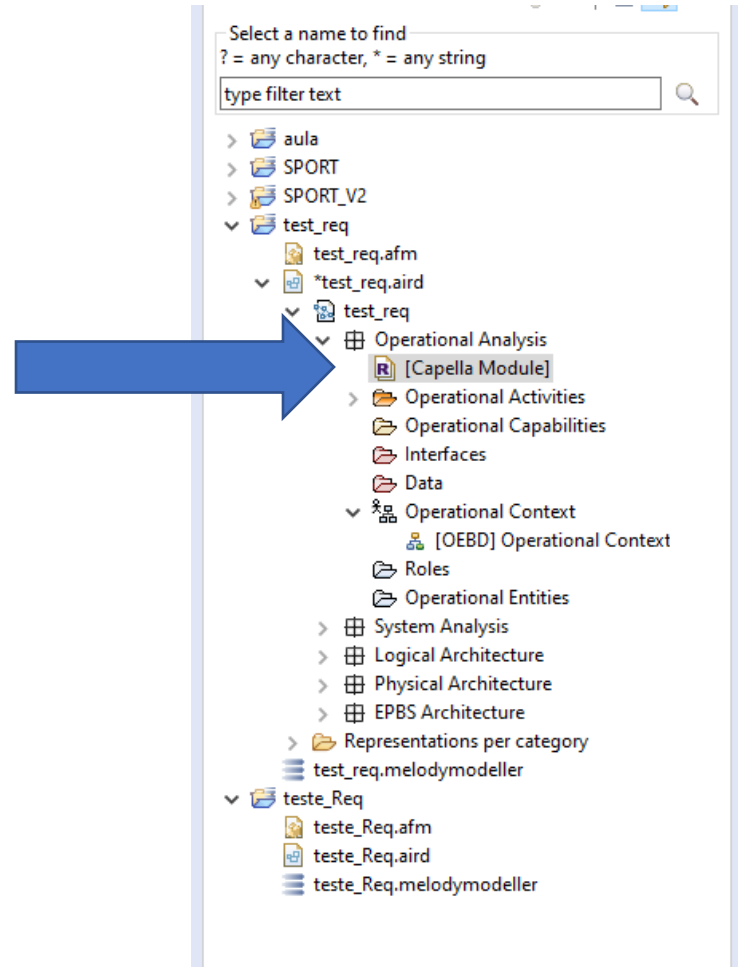 Select a name to find
? = any character, * = any string
type filter text
aula
SPORT
SPORT_V2
test_req
test_req.afm
*test_req.aird
test_req
Operational Analysis
[Capella Module]
Operational Activities
Operational Capabilities
Interfaces
Data
Operational Context
[OEBD] Operational Context
Roles
Operational Entities
System Analysis
Logical Architecture
Physical Architecture
EPBS Architecture
Representations per category
test_req.melodymodeller
teste_Req
teste_Req.afm
teste_Req.aird
teste_Req.melodymodeller